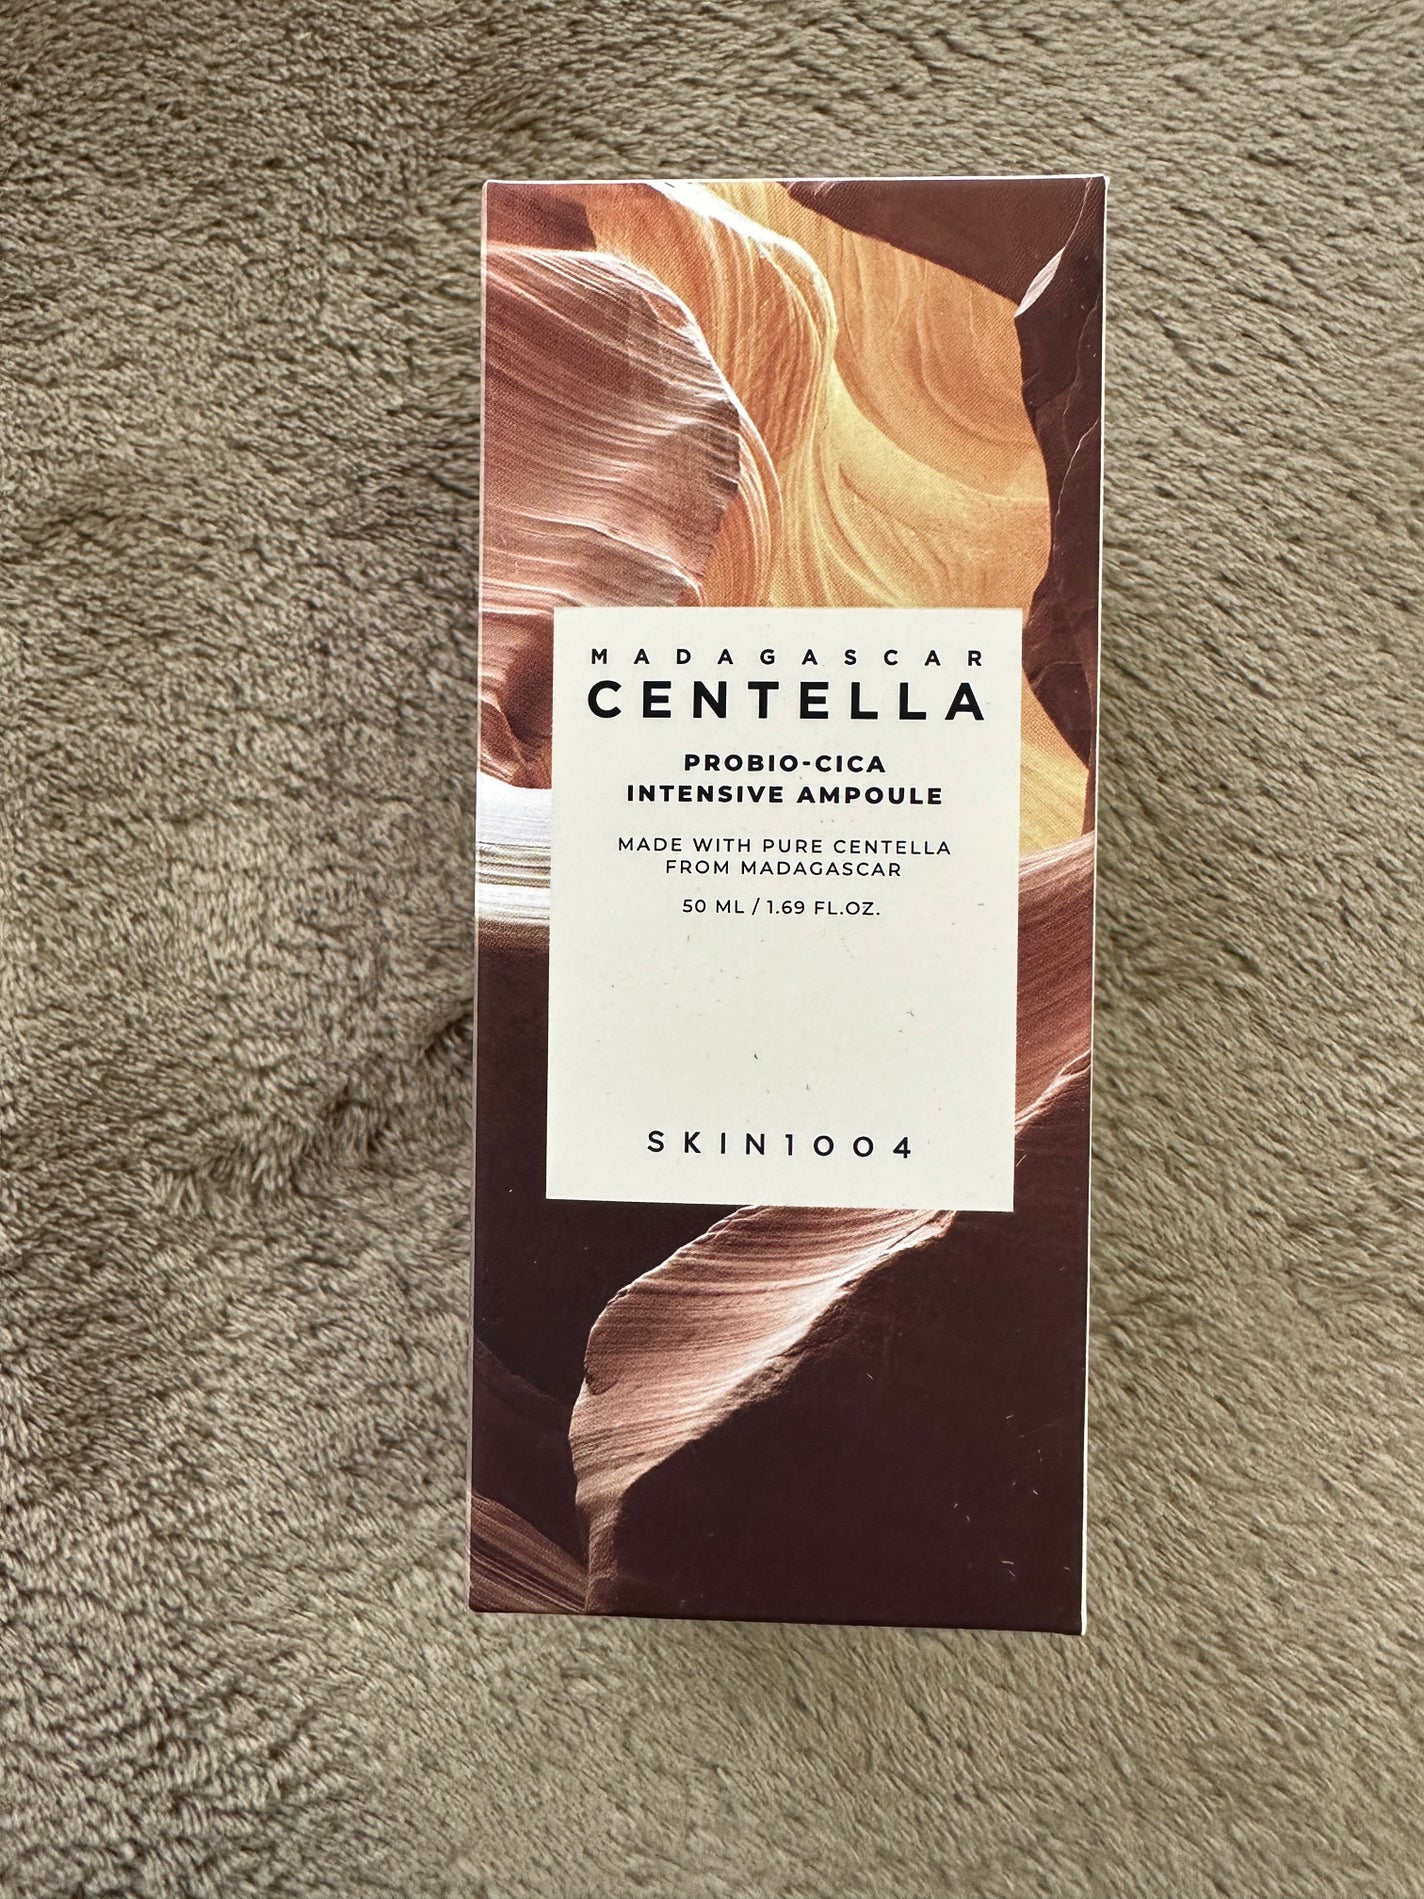 MADAGASCAR
CENTELLA
PROBIO-CICA
INTENSIVE AMPOULE
MADE WITH PURE CENTELLA
FROM MADAGASCAR
50 ML / 1.69 FL.OZ.
SKIN1004